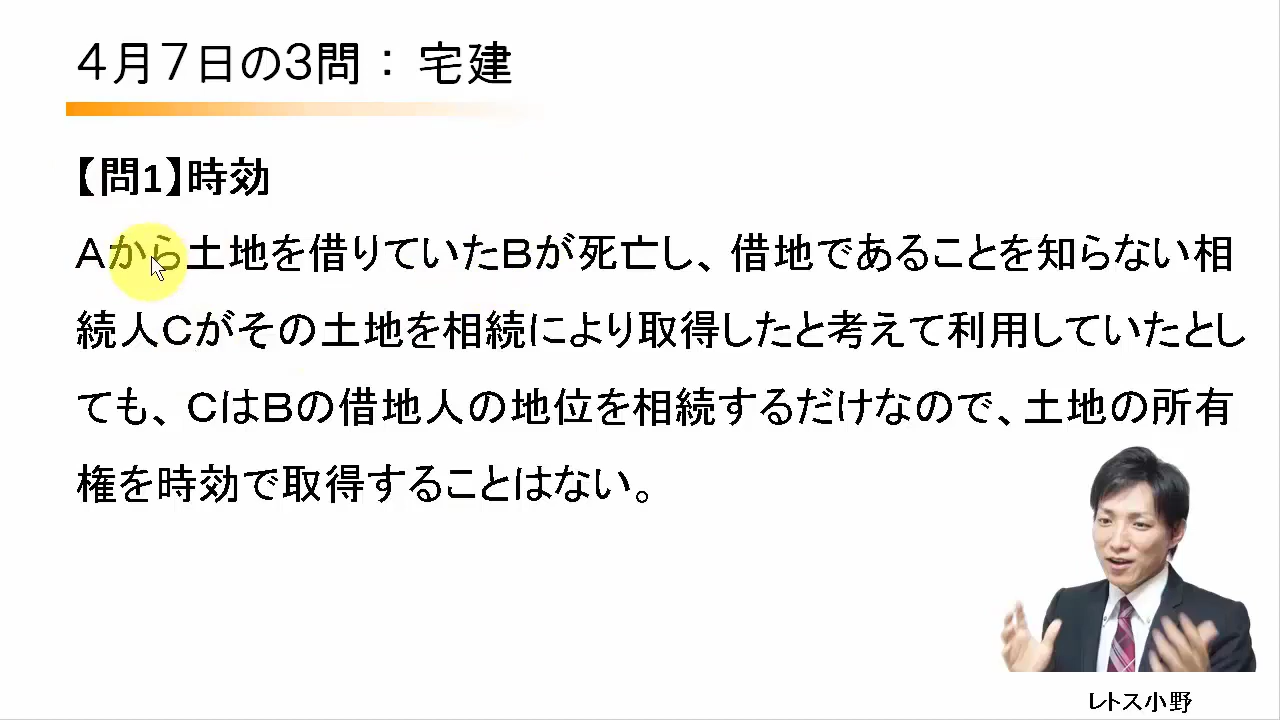 ４月７日の３問：宅建
【問1】時効
Ａから土地を借りていたＢが死亡し、借地であることを知らない相
続人Ｃがその土地を相続により取得したと考えて利用していたとし
ても、ＣはＢの借地人の地位を相続するだけなので、土地の所有
権を時効で取得することはない。
レトス小野